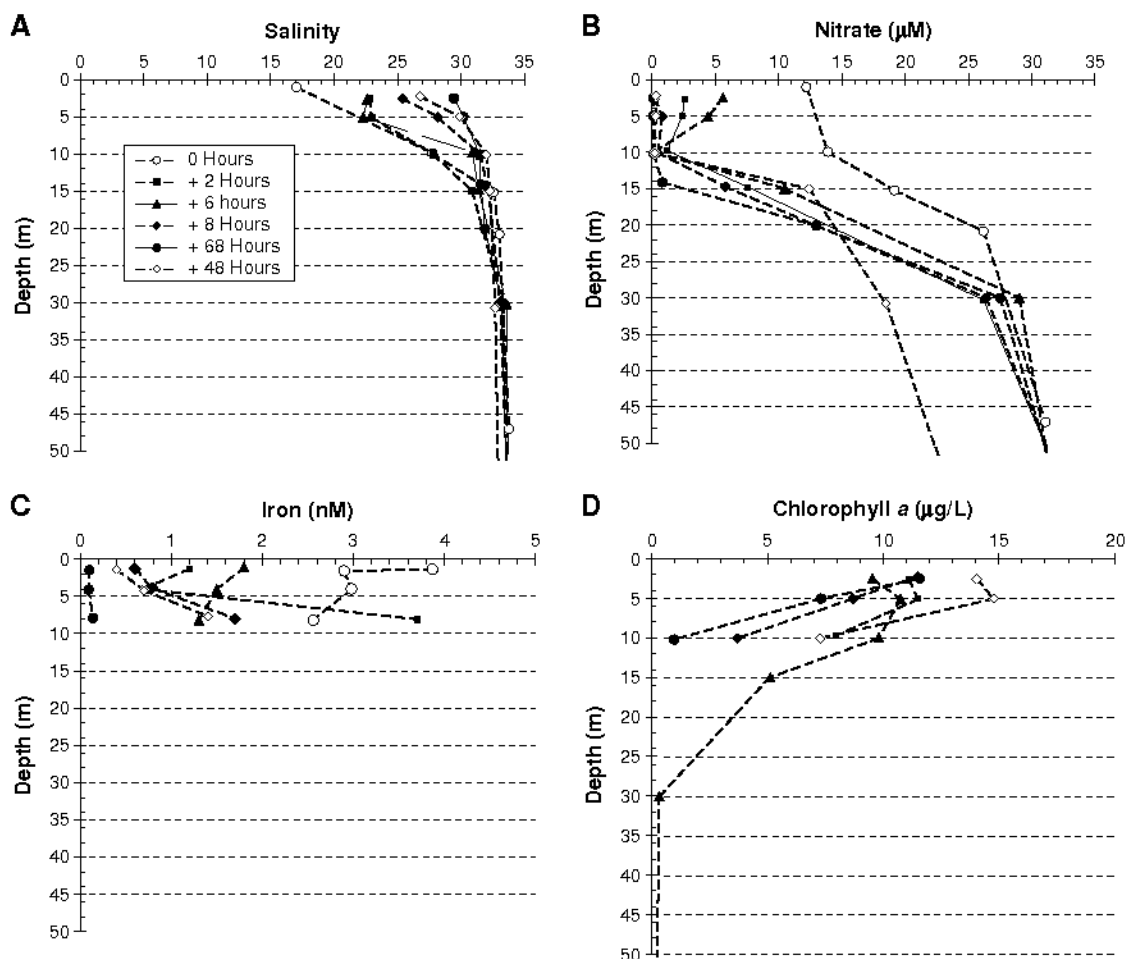 A
Salinity
0 5 10 15 20 25 30 35
0
5
10
15
20
25
30
35
40
45
50
Depth (m)
0 Hours
+ 2 Hours
+ 6 hours
+ 8 Hours
+ 68 Hours
+ 48 Hours
B
Nitrate (μM)
0 5 10 15 20 25 30 35
0
5
10
15
20
25
30
35
40
45
50
Depth (m)
C
Iron (nM)
0 1 2 3 4 5
0
5
10
15
20
25
30
35
40
45
50
Depth (m)
D
Chlorophyll a (μg/L)
0 5 10 15 20
0
5
10
15
20
25
30
35
40
45
50
Depth (m)